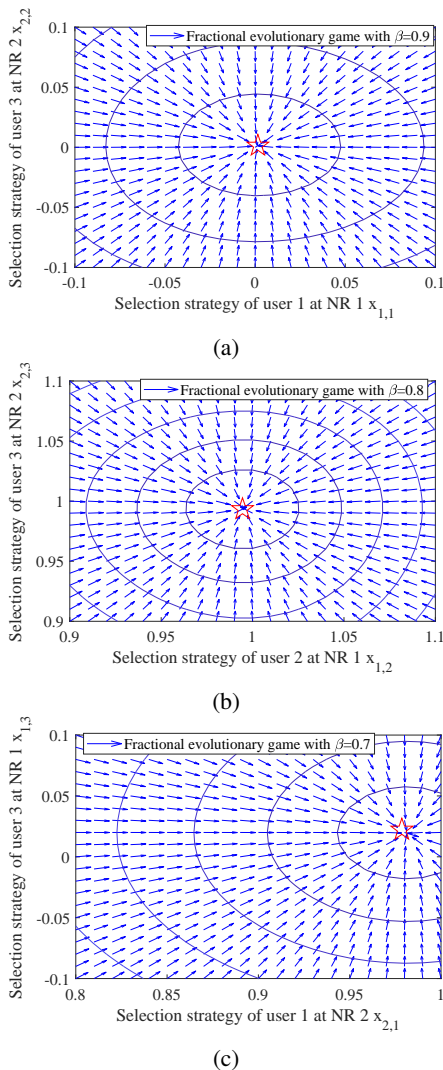 Fractional evolutionary game with β=0.9
Selection strategy of user 3 at NR 2 x2,2
0.1
0.05
0
-0.05
-0.1
-0.1
-0.05
0
0.05
0.1
Selection strategy of user 1 at NR 1 x1,1
(a)
Fractional evolutionary game with β=0.8
Selection strategy of user 3 at NR 2 x2,3
1.1
1.05
1
0.95
0.9
0.9
0.95
1
1.05
1.1
Selection strategy of user 2 at NR 1 x1,2
(b)
Fractional evolutionary game with β=0.7
Selection strategy of user 3 at NR 1 x1,3
0.1
0.05
0
-0.05
-0.1
0.8
0.85
0.9
0.95
1
Selection strategy of user 1 at NR 2 x2,1
(c)